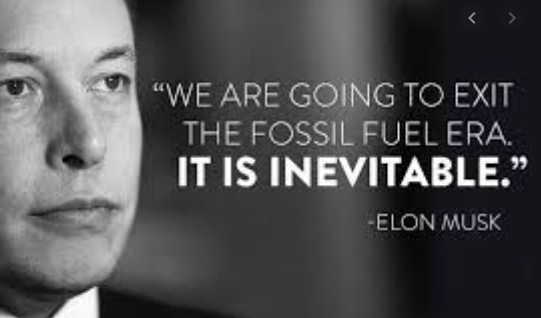 “WE ARE GOING TO EXIT
THE FOSSIL FUEL ERA.
IT IS INEVITABLE.”
-ELON MUSK